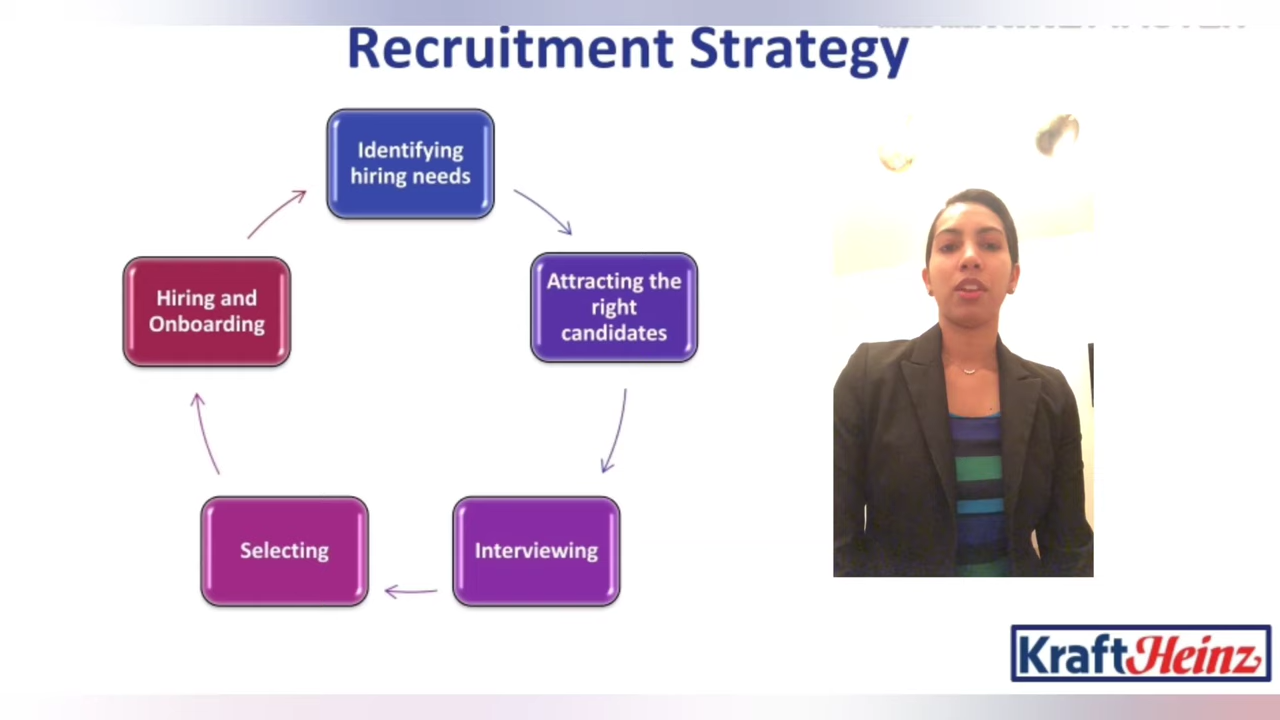 Recruitment Strategy
Identifying
hiring needs
Attracting the
right
candidates
Interviewing
Selecting
Hiring and
Onboarding
KraftHeinz